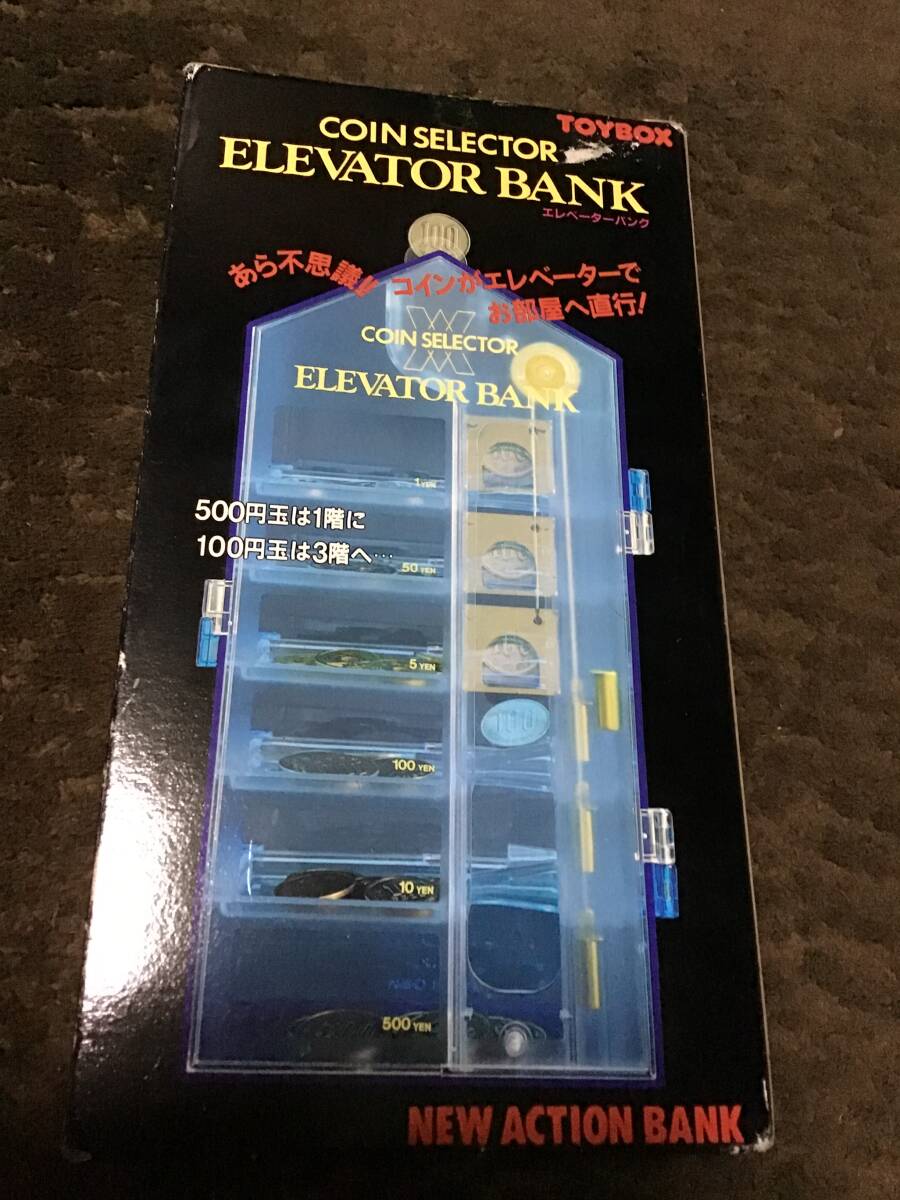 TOYBOX
COIN SELECTOR
ELEVATOR BANK
エレベーターバンク
100
あら不思議!! コインがエレベーターで
お部屋へ直行!
COIN SELECTOR
ELEVATOR BANK
1 YEN
500円玉は1階に
100円玉は3階へ…
50 YEN
5 YEN
100
100 YEN
10 YEN
500 YEN
NEW ACTION BANK